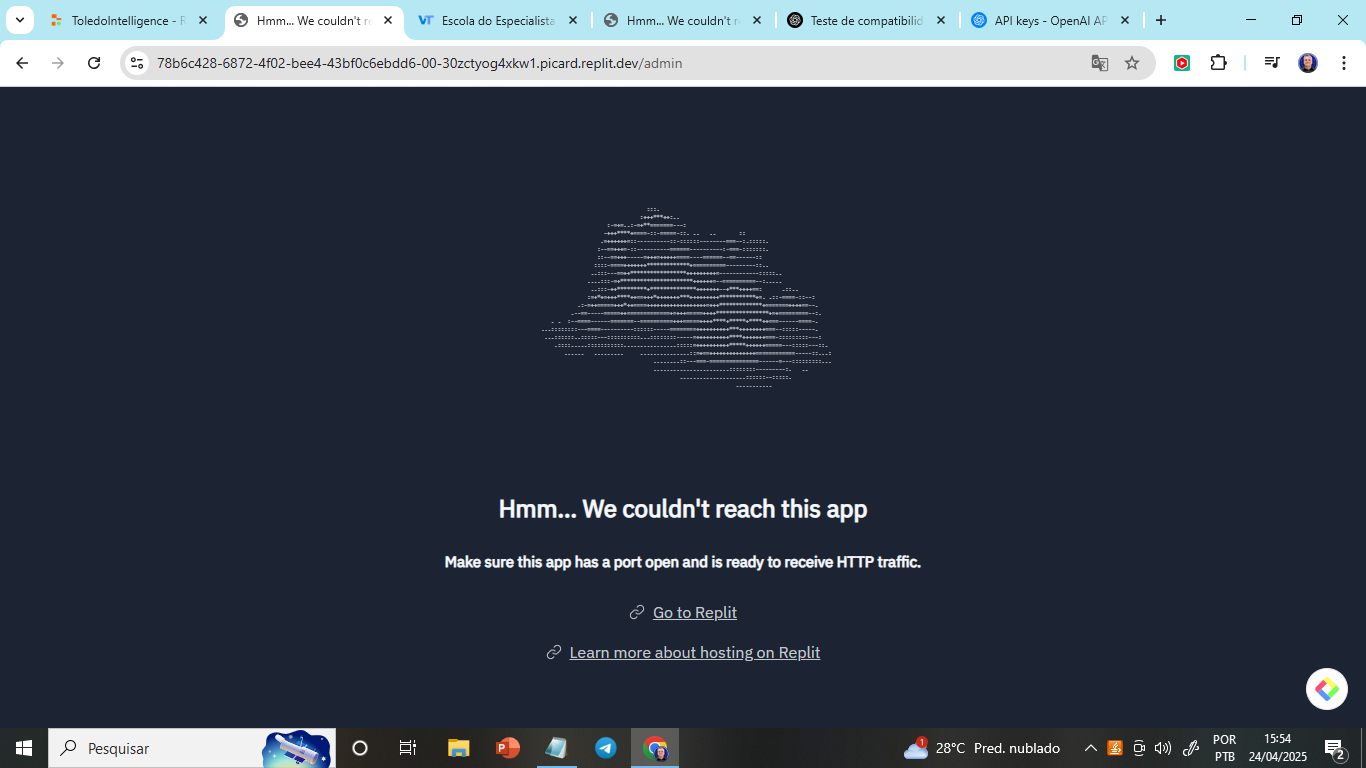 ToledoIntelligence - R
Hmm... We couldn't re
Escola do Especialista
Hmm... We couldn't re
Teste de compatibilid
API keys - OpenAI AP
78b6c428-6872-4f02-bee4-43bf0c6ebdd6-00-30zctyog4xkw1.picard.replit.dev/admin
Hmm... We couldn't reach this app
Make sure this app has a port open and is ready to receive HTTP traffic.
Go to Replit
Learn more about hosting on Replit
Pesquisar
1
28°C Pred. nublado
POR
PTB
15:54
24/04/2025
2